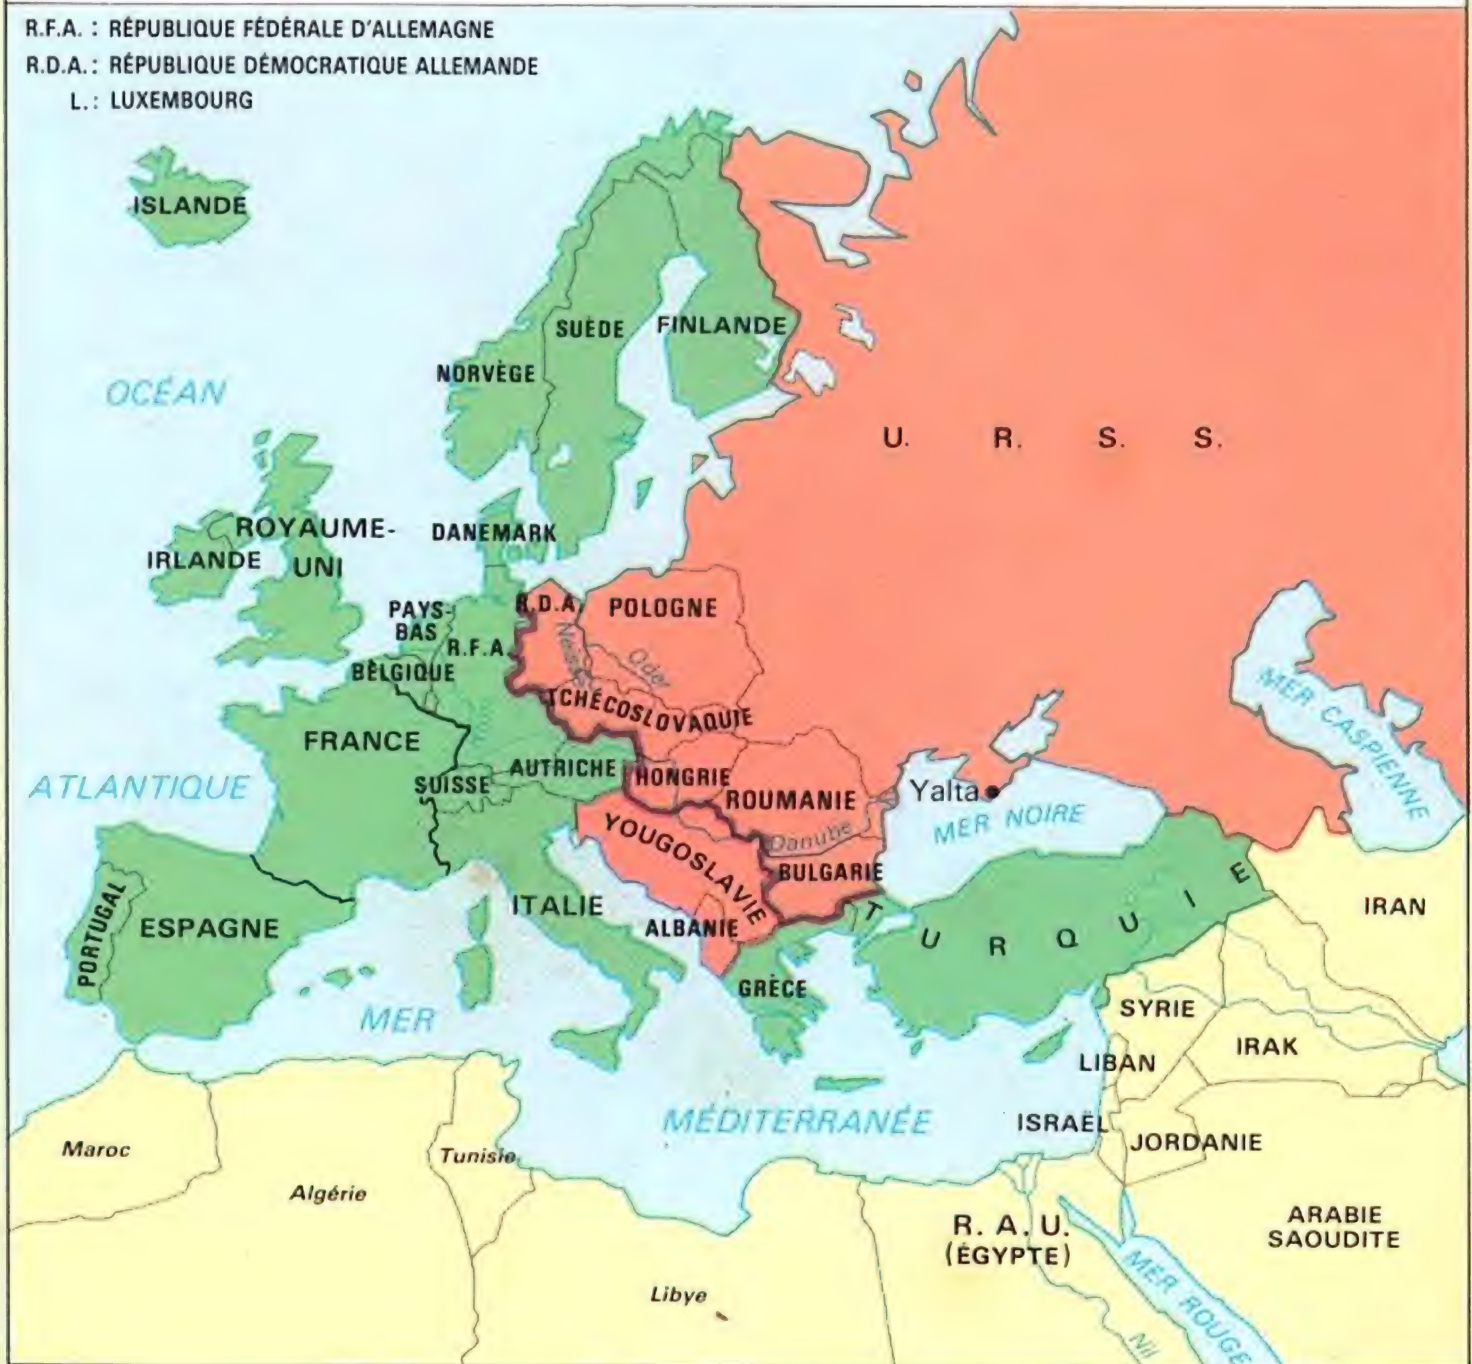 R.F.A. : RÉPUBLIQUE FÉDÉRALE D'ALLEMAGNE
R.D.A. : RÉPUBLIQUE DÉMOCRATIQUE ALLEMANDE
L. : LUXEMBOURG
ISLANDE
SUÈDE
FINLANDE
NORVÈGE
OCÉAN
U. R. S. S.
ROYAUME-
UNI
IRLANDE
DANEMARK
PAYS-
BAS
R.D.A.
POLOGNE
R.F.A.
Neisse
Oder
BELGIQUE
TCHÉCOSLOVAQUIE
FRANCE
ATLANTIQUE
SUISSE
AUTRICHE
HONGRIE
ROUMANIE
Yalta
MER NOIRE
MER CASPIENNE
YOUGOSLAVIE
Danube
BULGARIE
PORTUGAL
ESPAGNE
ITALIE
ALBANIE
TURQUIE
IRAN
GRÈCE
MER
SYRIE
LIBAN
IRAK
MÉDITERRANÉE
ISRAËL
JORDANIE
Maroc
Algérie
Tunisie
R. A. U.
(ÉGYPTE)
ARABIE
SAOUDITE
Libye
MER ROUGE
Nil